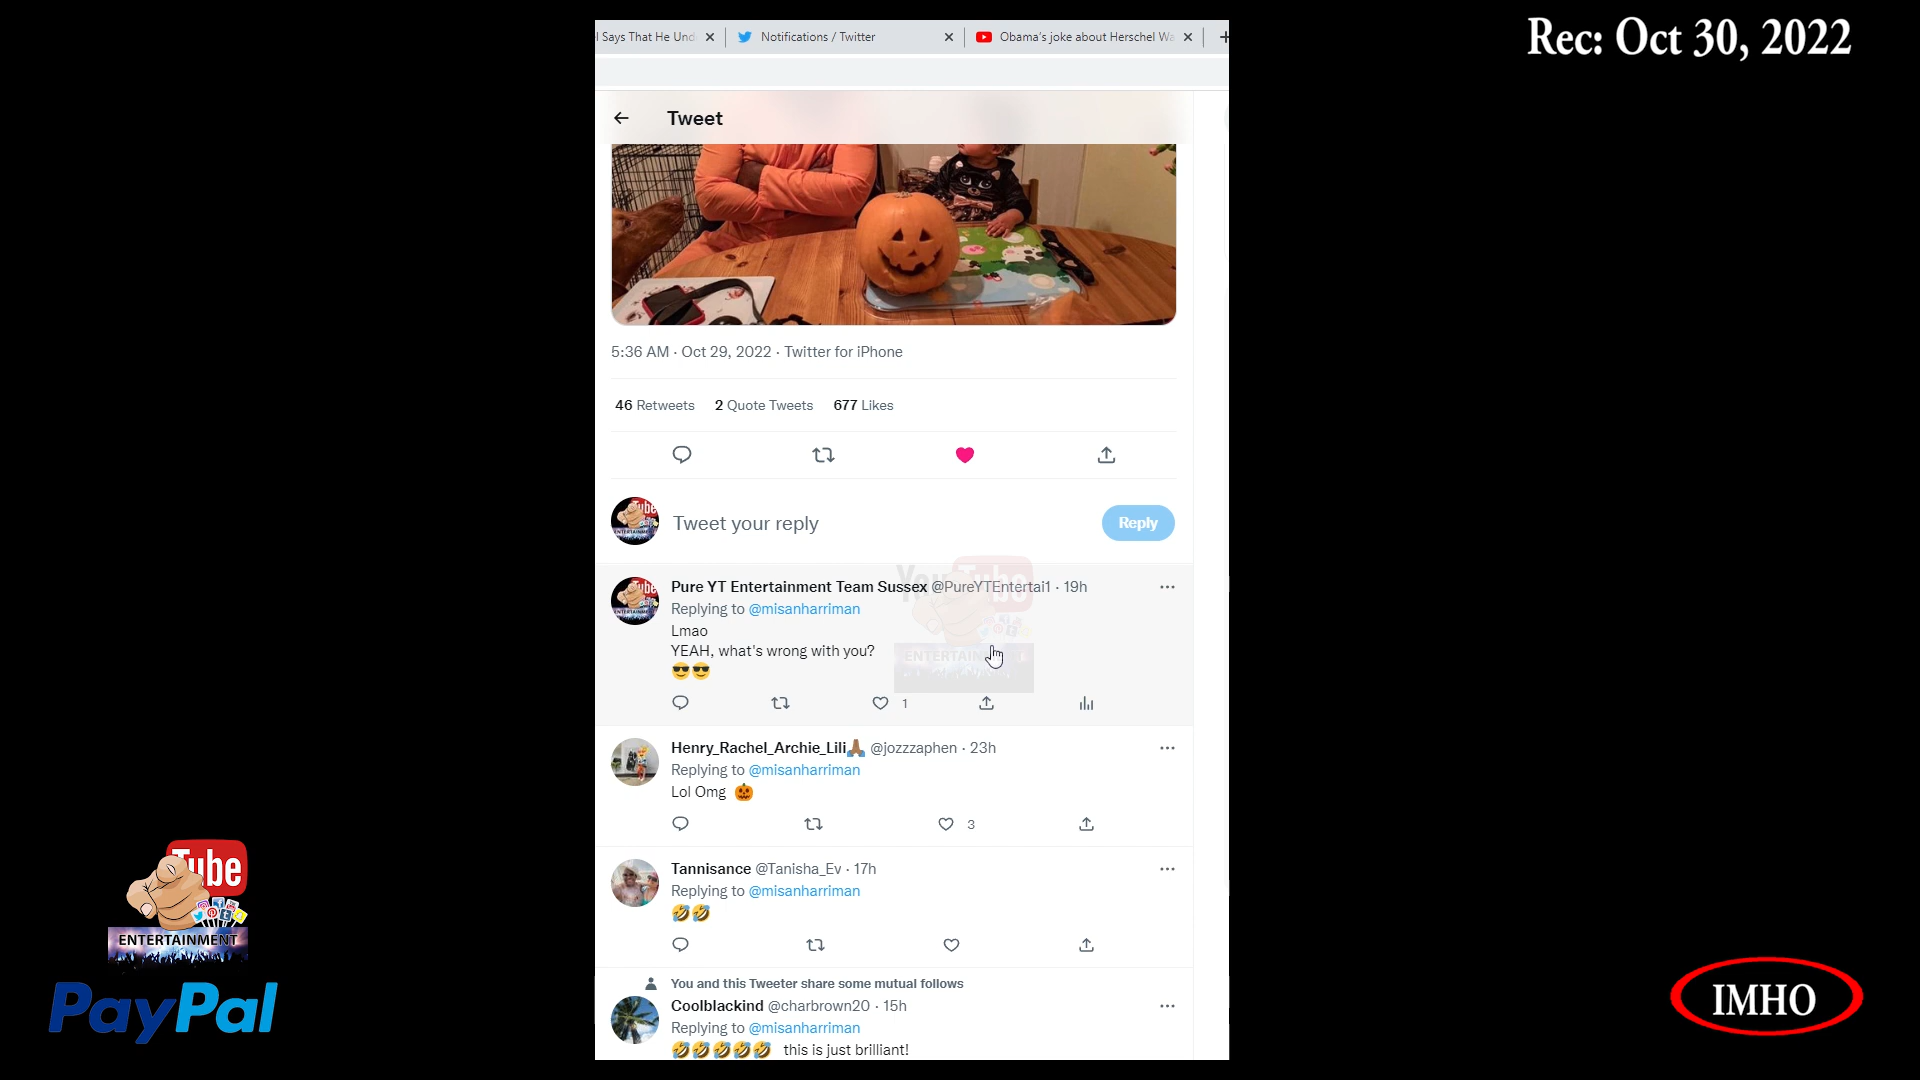 Rec: Oct 30, 2022
l Says That He Und
Notifications / Twitter
Obama's joke about Herschel Wa
Tweet
5:36 AM · Oct 29, 2022 · Twitter for iPhone
46 Retweets 2 Quote Tweets 677 Likes
Tweet your reply
Reply
Pure YT Entertainment Team Sussex @PureYTEntertai1 · 19h
Replying to @misanharriman
Lmao
YEAH, what's wrong with you?
😎😎
1
Henry_Rachel_Archie_Lili🙏🏽 @jozzzaphen · 23h
Replying to @misanharriman
Lol Omg 🎃
3
Tannisance @Tanisha_Ev · 17h
Replying to @misanharriman
🤣🤣
You and this Tweeter share some mutual follows
Coolblackind @charbrown20 · 15h
Replying to @misanharriman
🤣🤣🤣🤣🤣 this is just brilliant!
You Tube
ENTERTAINMENT
Tube
ENTERTAINMENT
PayPal
IMHO